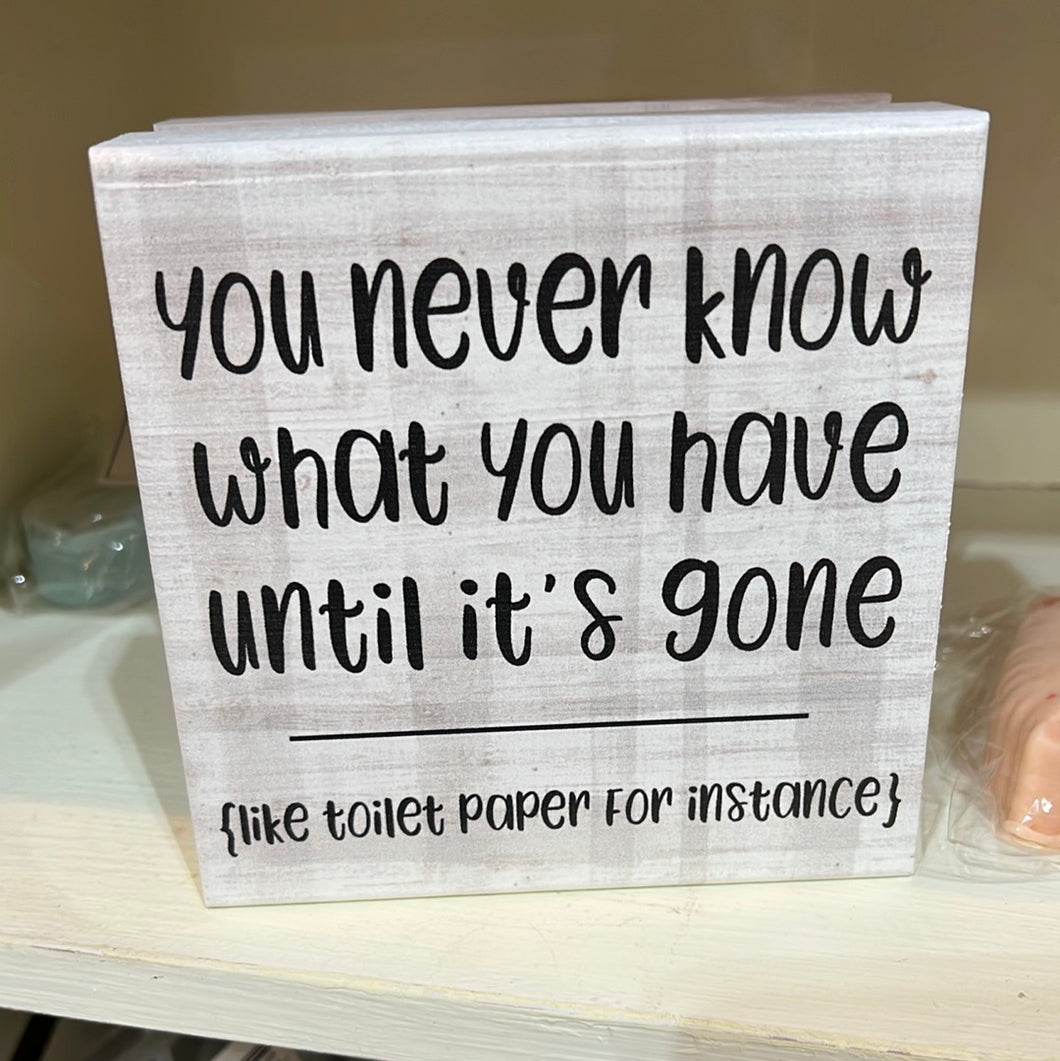 you never know
what you have
until it's gone
{like toilet paper for instance}